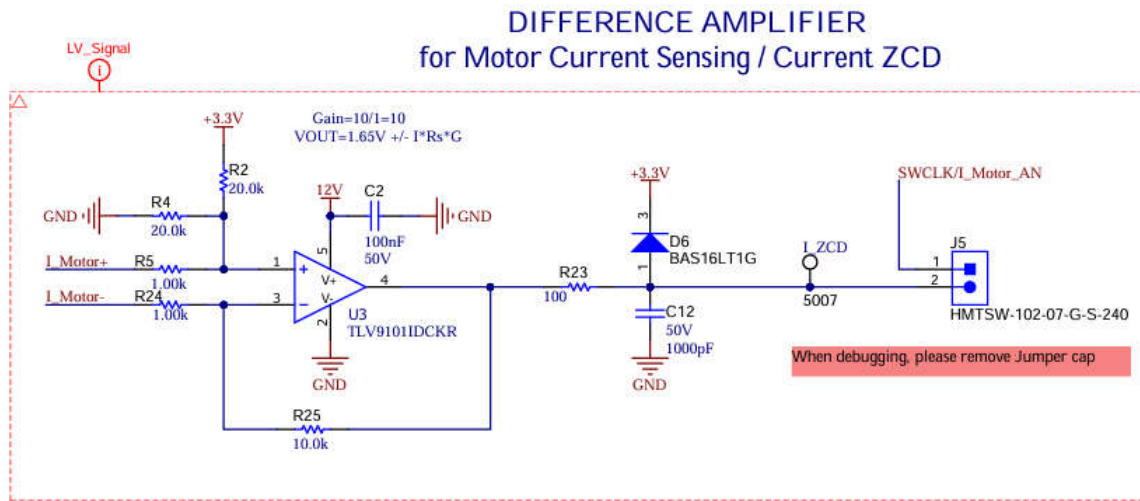 DIFFERENCE AMPLIFIER
for Motor Current Sensing / Current ZCD
LV_Signal
i
+3.3V
Gain=10/1=10
VOUT=1.65V +/- I*Rs*G
R2
20.0k
12V
C2
100nF
50V
GND
GND
R4
20.0k
I_Motor+
R5
1.00k
I_Motor-
R24
1.00k
1
3
5
V+
V-
2
4
U3
TLV9101IDCKR
GND
R25
10.0k
R23
100
+3.3V
3
D6
BAS16LT1G
1
C12
50V
1000pF
GND
I_ZCD
5007
SWCLK/I_Motor_AN
J5
1
2
HMTSW-102-07-G-S-240
When debugging, please remove Jumper cap